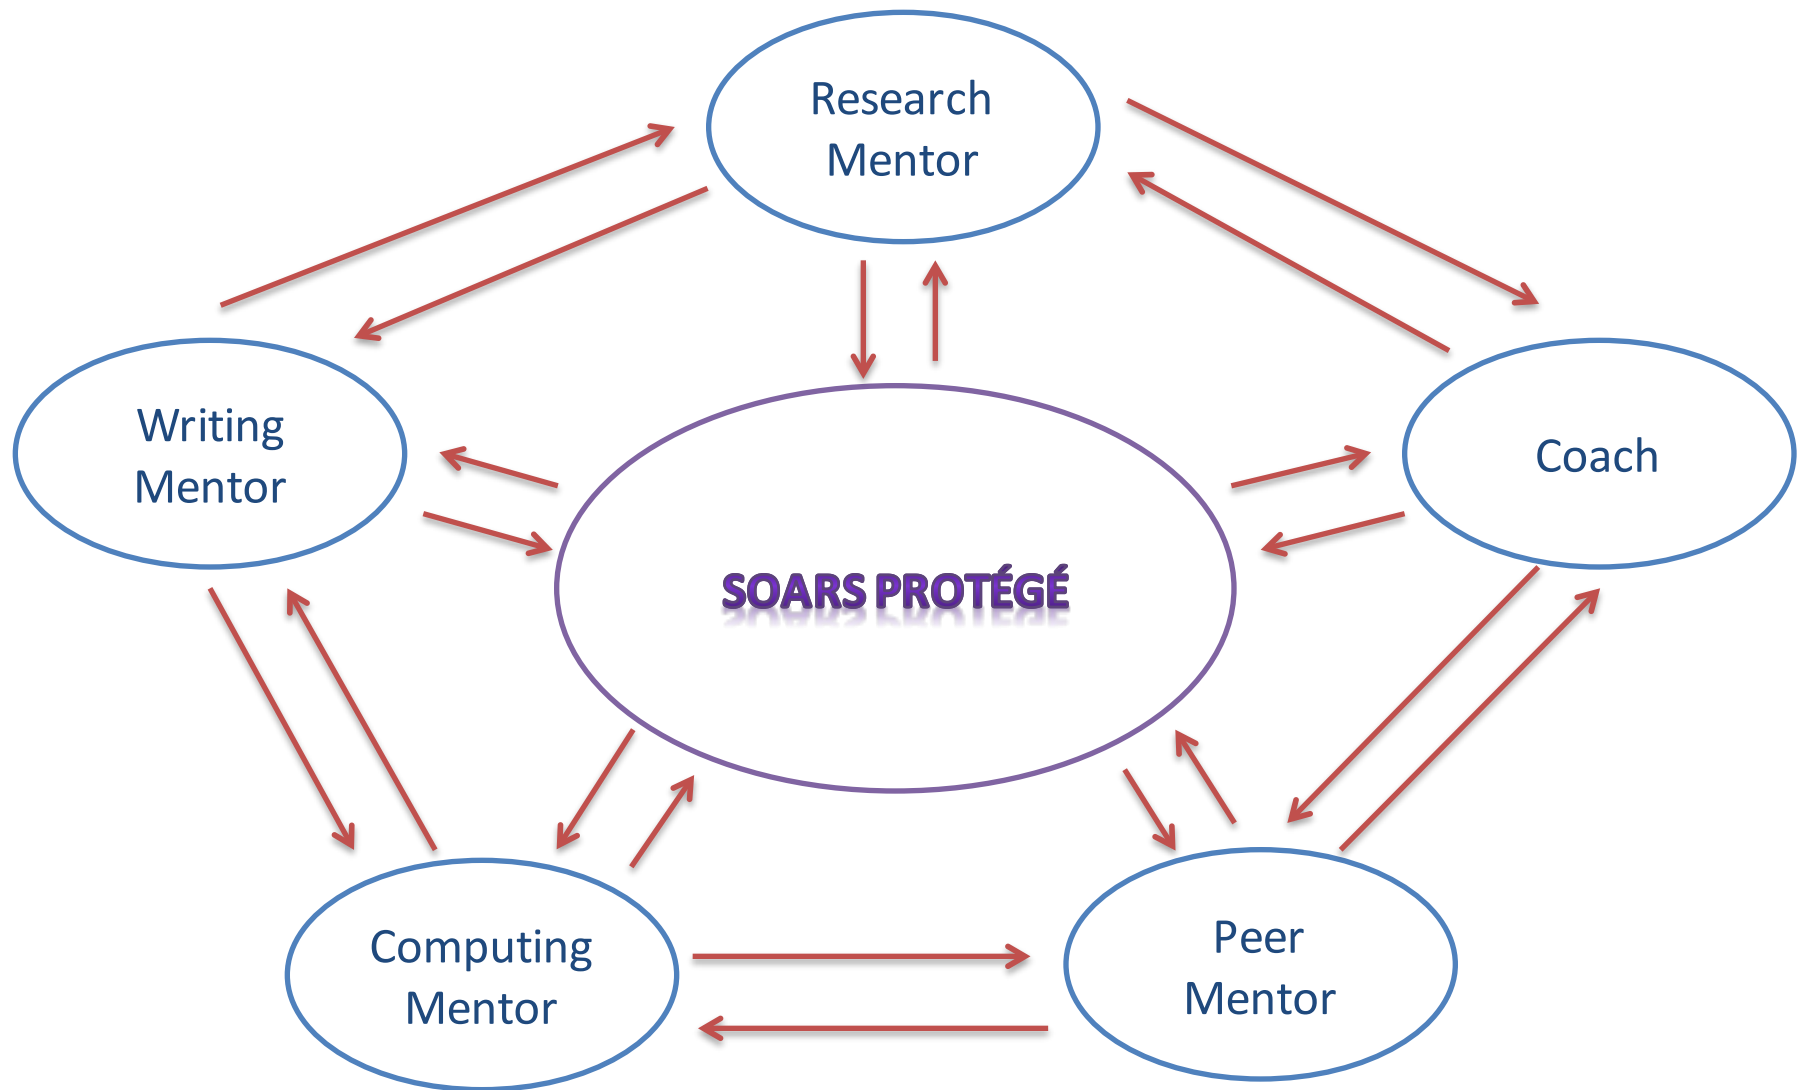 Research
Mentor
Writing
Mentor
Coach
SOARS PROTÉGÉ
Computing
Mentor
Peer
Mentor